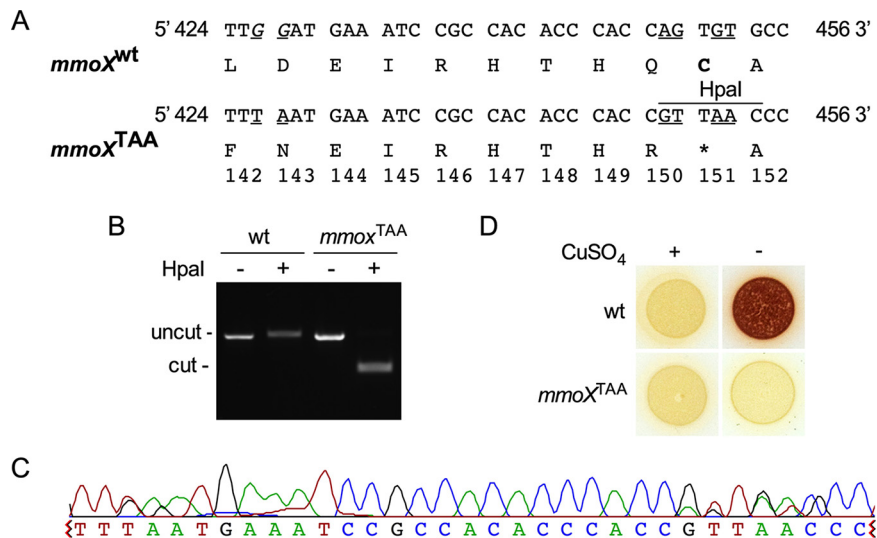 A
5’ 424 TTG GAT GAA ATC CGC CAC ACC CAC CAG TGT GCC 456 3’
mmoXwt L D E I R H T H Q C A
HpaI
5’ 424 TTT AAT GAA ATC CGC CAC ACC CAC CGT TAA CCC 456 3’
mmoXTAA F N E I R H T H R * A
142 143 144 145 146 147 148 149 150 151 152
B
wt mmoxTAA
HpaI - + - +
uncut -
cut -
D
CuSO4 + -
wt
mmoXTAA
C
TTTAATGAAATCCGCCACACCCACCGTTAACCC